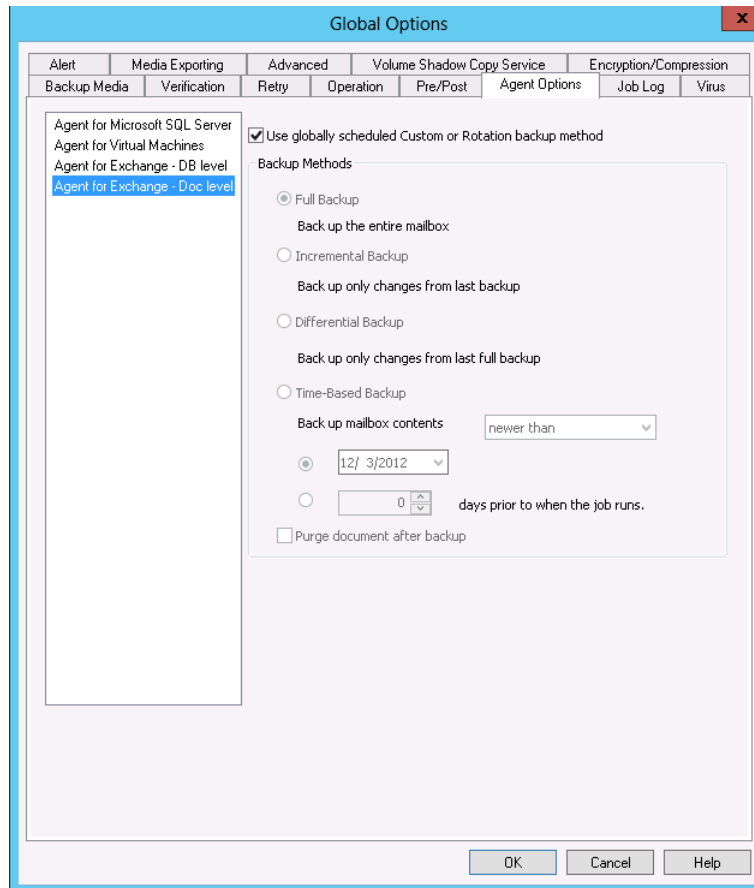 Global Options
x
Alert
Media Exporting
Advanced
Volume Shadow Copy Service
Encryption/Compression
Backup Media
Verification
Retry
Operation
Pre/Post
Agent Options
Job Log
Virus
Agent for Microsoft SQL Server
Agent for Virtual Machines
Agent for Exchange - DB level
Agent for Exchange - Doc level
Use globally scheduled Custom or Rotation backup method
Backup Methods
Full Backup
Back up the entire mailbox
Incremental Backup
Back up only changes from last backup
Differential Backup
Back up only changes from last full backup
Time-Based Backup
Back up mailbox contents
newer than
12/ 3/2012
0
days prior to when the job runs.
Purge document after backup
OK
Cancel
Help